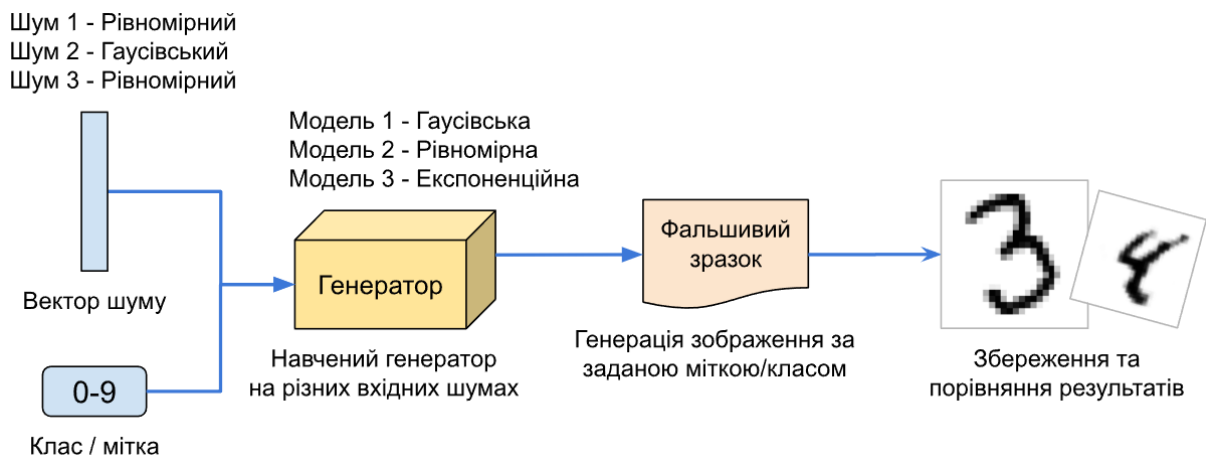 Шум 1 - Рівномірний
Шум 2 - Гаусівський
Шум 3 - Рівномірний
Вектор шуму
0-9
Клас / мітка
Модель 1 - Гаусівська
Модель 2 - Рівномірна
Модель 3 - Експоненційна
Генератор
Навчений генератор
на різних вхідних шумах
Фальшивий
зразок
Генерація зображення за
заданою міткою/класом
3
4
Збереження та
порівняння результатів